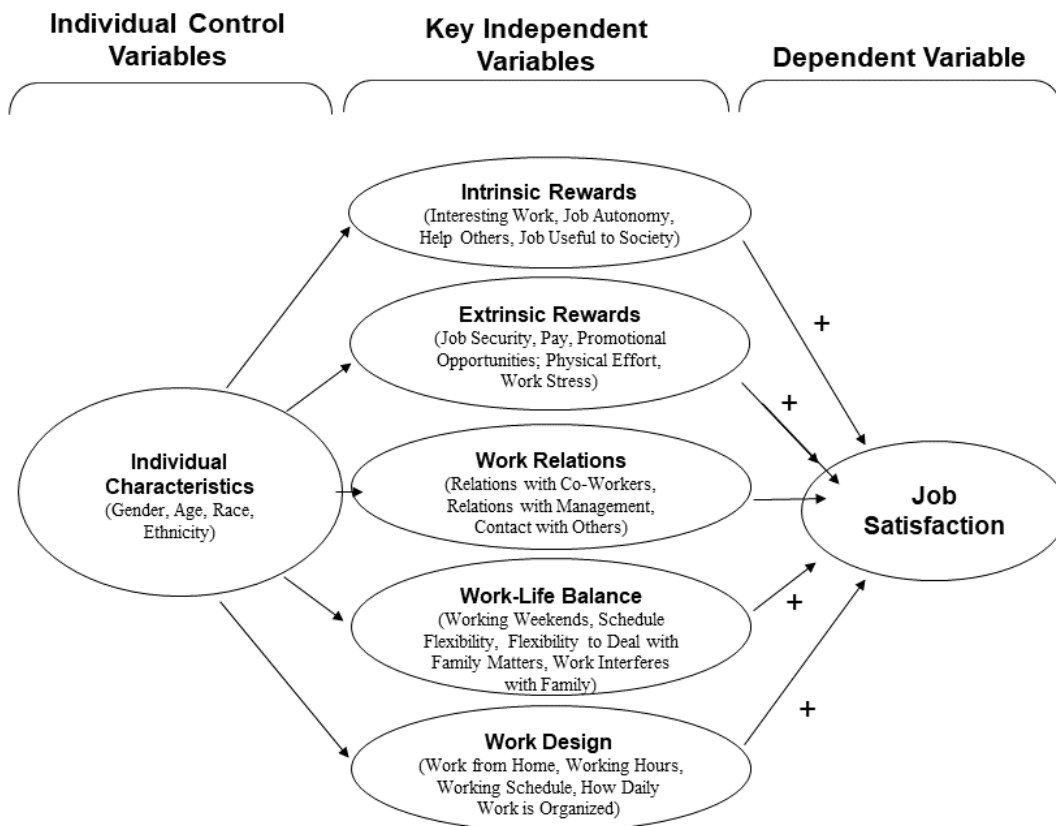 Individual Control
Variables
Key Independent
Variables
Dependent Variable
Intrinsic Rewards
(Interesting Work, Job Autonomy,
Help Others, Job Useful to Society)
+
Extrinsic Rewards
(Job Security, Pay, Promotional
Opportunities; Physical Effort,
Work Stress)
+
Individual
Characteristics
(Gender, Age, Race,
Ethnicity)
Work Relations
(Relations with Co-Workers,
Relations with Management,
Contact with Others)
Job
Satisfaction
Work-Life Balance
(Working Weekends, Schedule
Flexibility, Flexibility to Deal with
Family Matters, Work Interferes
with Family)
+
Work Design
(Work from Home, Working Hours,
Working Schedule, How Daily
Work is Organized)
+